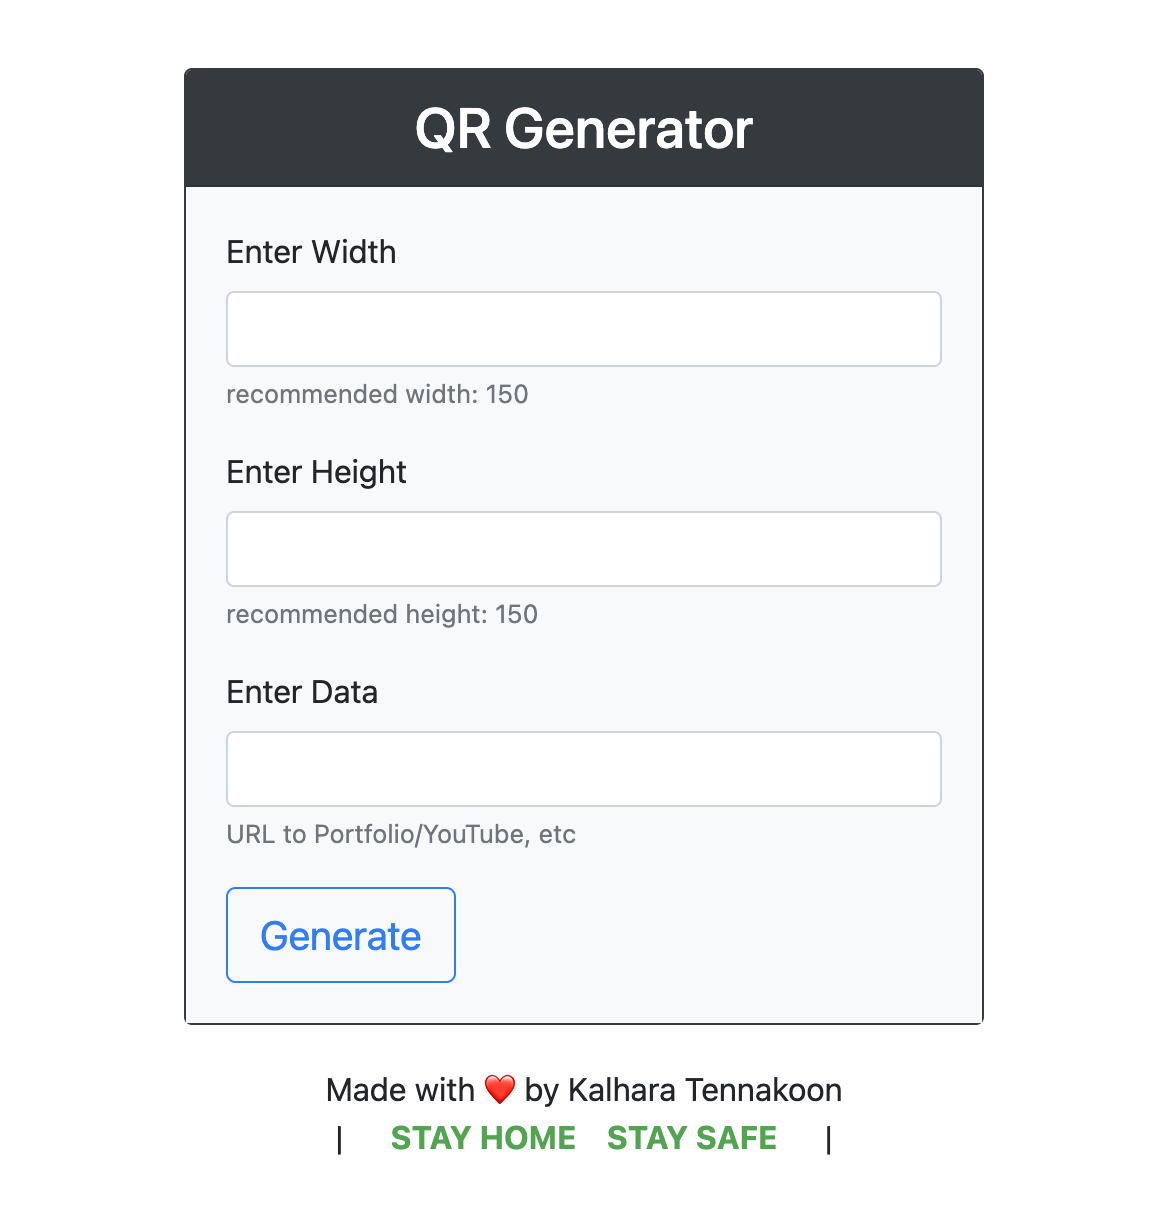 QR Generator
Enter Width
recommended width: 150
Enter Height
recommended height: 150
Enter Data
URL to Portfolio/YouTube, etc
Generate
Made with ❤️ by Kalhara Tennakoon
| STAY HOME STAY SAFE |